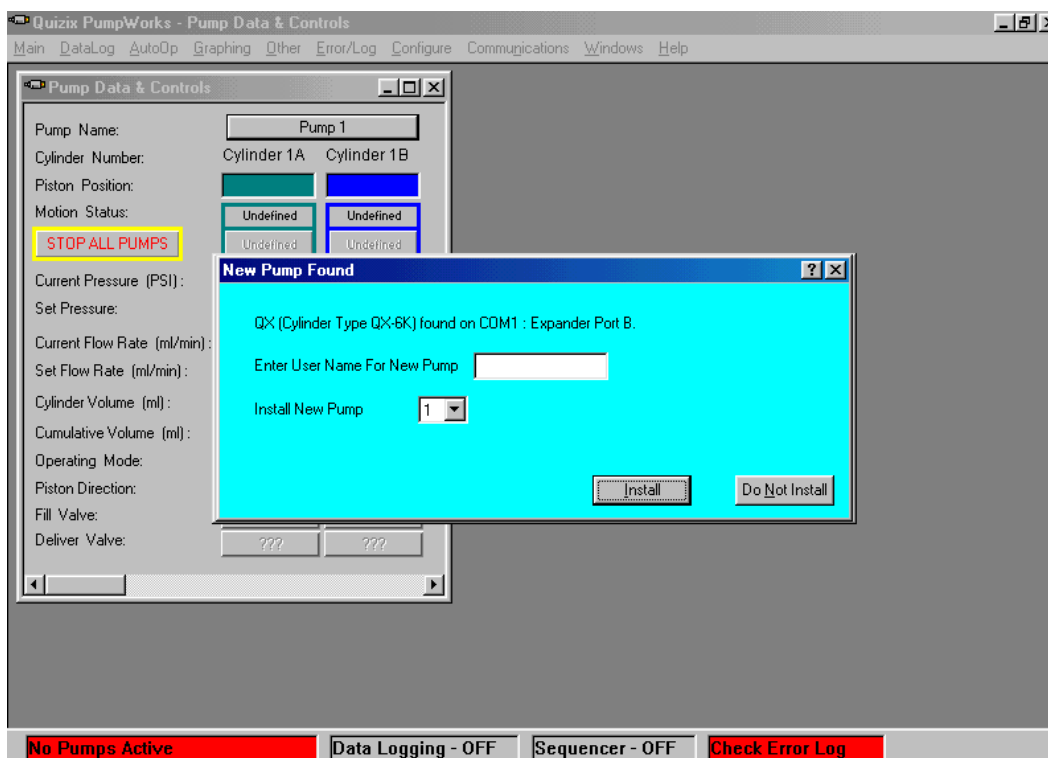 Quizix PumpWorks - Pump Data & Controls
Main DataLog AutoOp Graphing Other Error/Log Configure Communications Windows Help
Pump Data & Controls
Pump Name: Pump 1
Cylinder Number: Cylinder 1A Cylinder 1B
Piston Position:
Motion Status: Undefined Undefined
STOP ALL PUMPS Undefined Undefined
Current Pressure (PSI) :
Set Pressure:
Current Flow Rate (ml/min) :
Set Flow Rate (ml/min) :
Cylinder Volume (ml) :
Cumulative Volume (ml) :
Operating Mode:
Piston Direction:
Fill Valve:
Deliver Valve: ??? ???
New Pump Found
QX (Cylinder Type QX-6K) found on COM1 : Expander Port B.
Enter User Name For New Pump
Install New Pump 1
Install Do Not Install
No Pumps Active Data Logging - OFF Sequencer - OFF Check Error Log